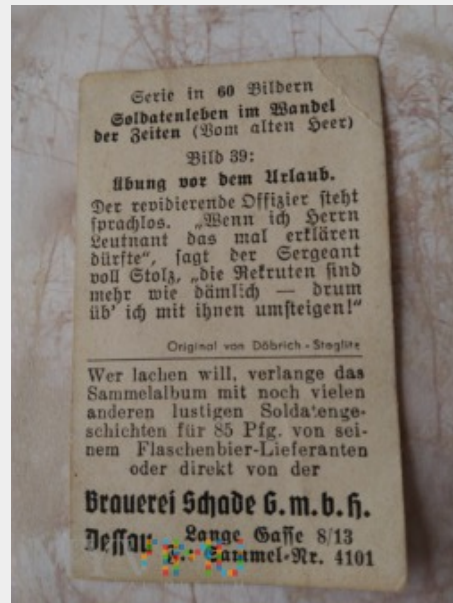 Serie in 60 Bildern
Soldatenleben im Wandel
der Zeiten (Vom alten Heer)
Bild 39:
Übung vor dem Urlaub.
Der revidierende Offizier steht
sprachlos. „Wenn ich Herrn
Leutnant das mal erklären
dürfte“, sagt der Sergeant
voll Stolz, „die Rekruten sind
mehr wie dämlich — drum
üb' ich mit ihnen umsteigen!“
Original von Döbrich-Steglitz
Wer lachen will, verlange das
Sammelalbum mit noch vielen
anderen lustigen Soldatenge-
schichten für 85 Pfg. von sei-
nem Flaschenbier-Lieferanten
oder direkt von der
Brauerei Schade G.m.b.H.
Dessau Lange Gasse 8/13
Sammel-Nr. 4101